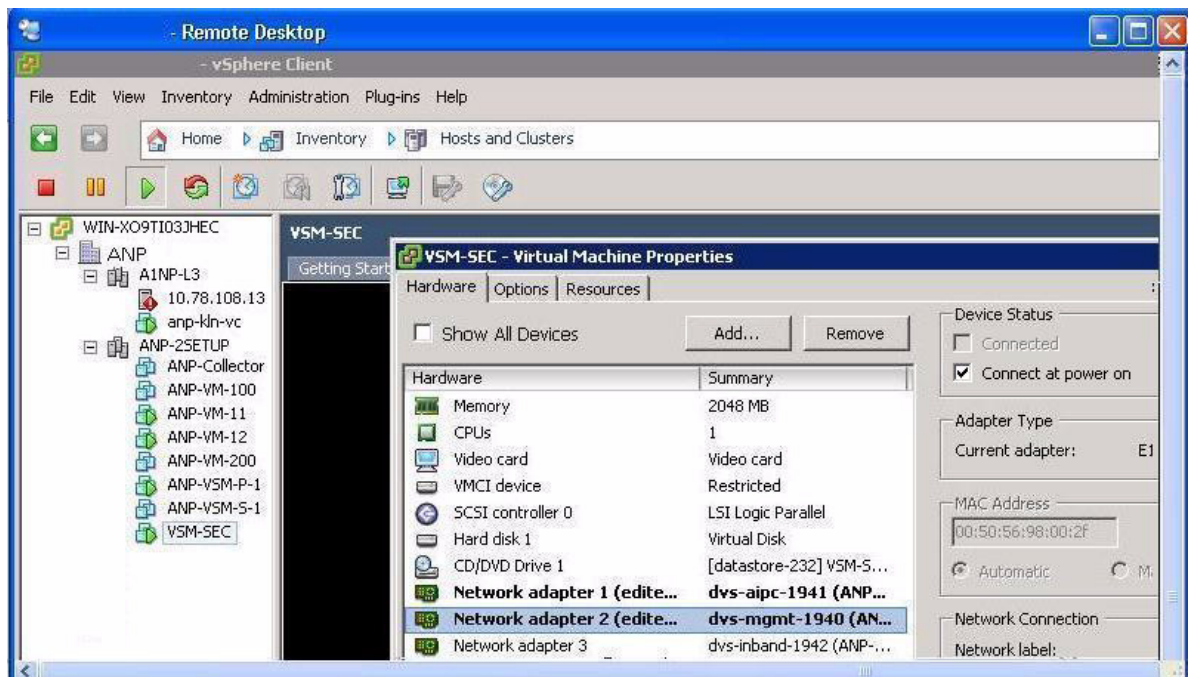 - Remote Desktop
- vSphere Client
File Edit View Inventory Administration Plug-ins Help
Home Inventory Hosts and Clusters
WIN-XO9TI03JHEC
ANP
A1NP-L3
10.78.108.13
anp-kln-vc
ANP-2SETUP
ANP-Collector
ANP-VM-100
ANP-VM-11
ANP-VM-12
ANP-VM-200
ANP-VSM-P-1
ANP-VSM-S-1
VSM-SEC
VSM-SEC
Getting Start
VSM-SEC - Virtual Machine Properties
Hardware Options Resources
Show All Devices Add... Remove
Hardware Summary
Memory 2048 MB
CPUs 1
Video card Video card
VMCI device Restricted
SCSI controller 0 LSI Logic Parallel
Hard disk 1 Virtual Disk
CD/DVD Drive 1 [datastore-232] VSM-S...
Network adapter 1 (edite... dvs-aipc-1941 (ANP...
Network adapter 2 (edite... dvs-mgmt-1940 (AN...
Network adapter 3 dvs-inband-1942 (ANP-...
Device Status
Connected
Connect at power on
Adapter Type
Current adapter: E1
MAC Address
00:50:56:98:00:2f
Automatic M
Network Connection
Network label: